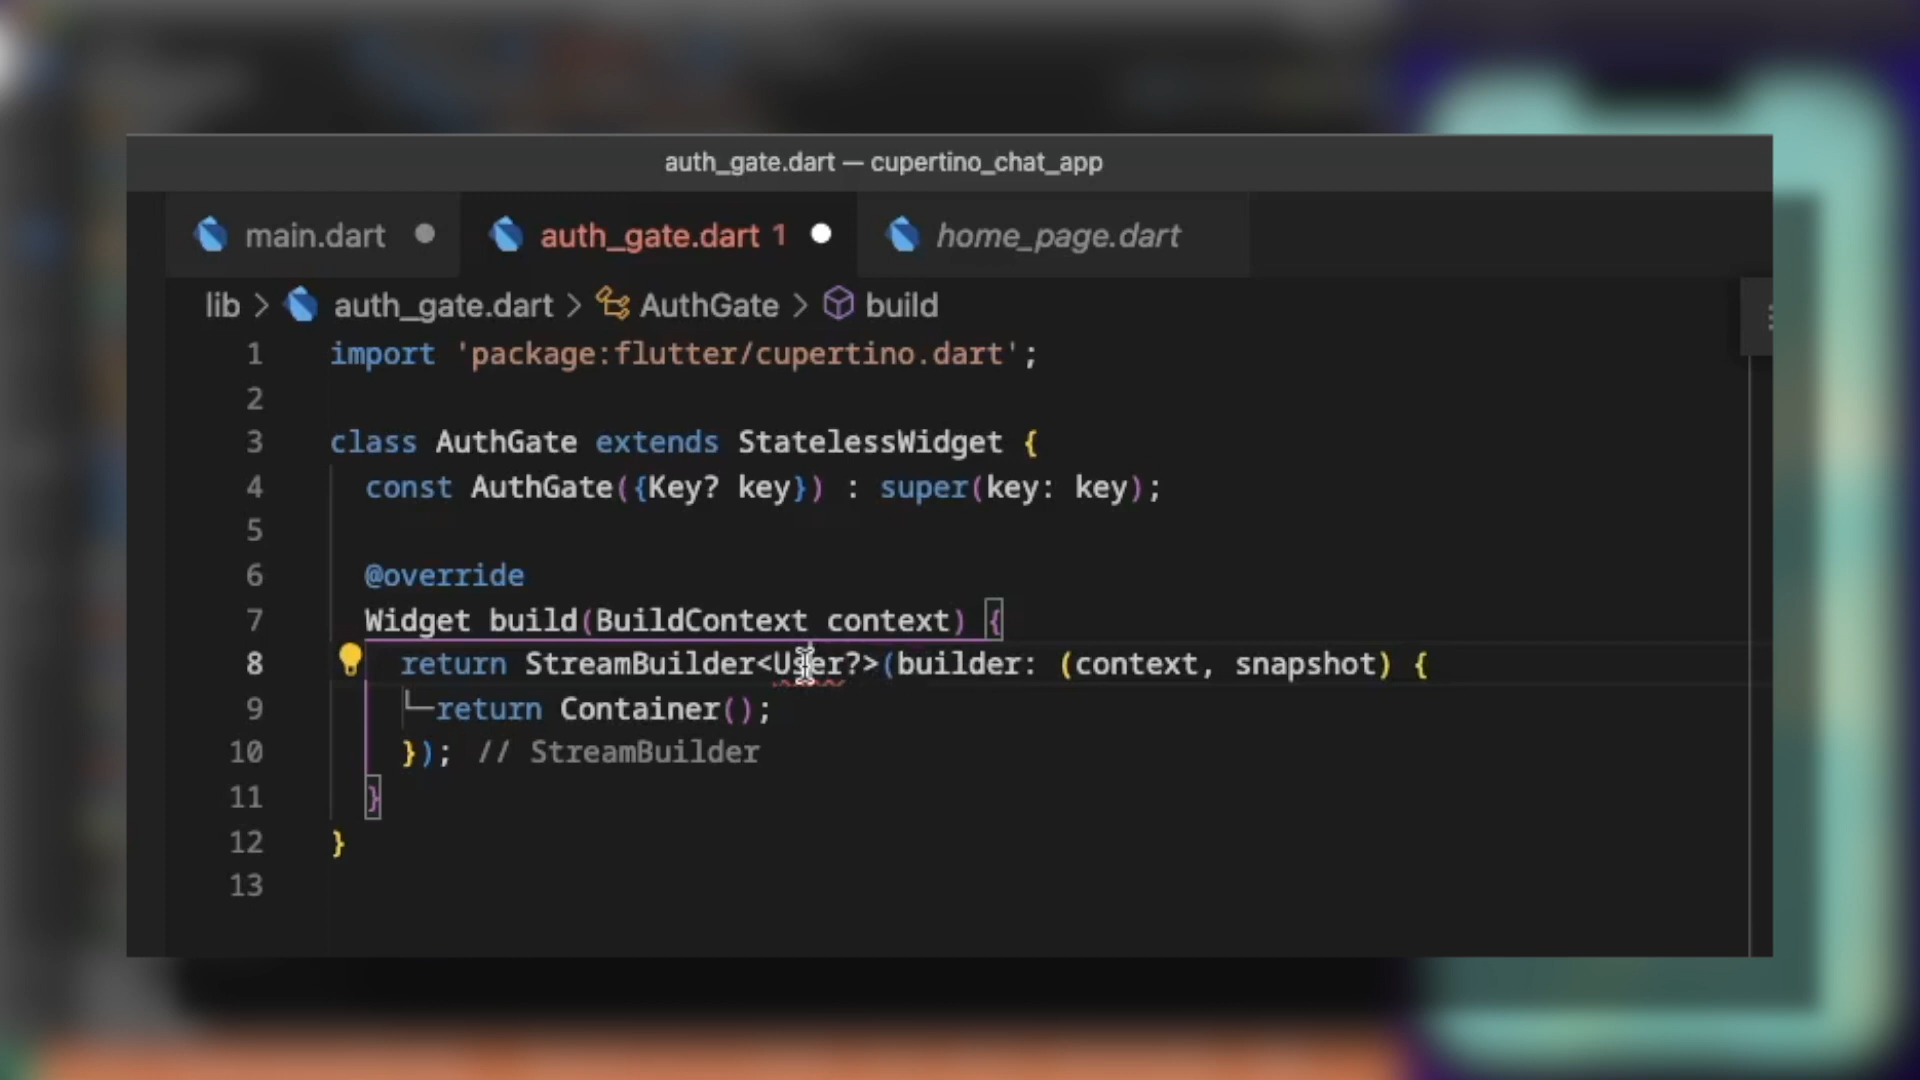 auth_gate.dart — cupertino_chat_app
main.dart auth_gate.dart 1 home_page.dart
lib > auth_gate.dart > AuthGate > build
1 import 'package:flutter/cupertino.dart';
2
3 class AuthGate extends StatelessWidget {
4 const AuthGate({Key? key}) : super(key: key);
5
6 @override
7 Widget build(BuildContext context) {
8 return StreamBuilder<User?>(builder: (context, snapshot) {
9 return Container();
10 }); // StreamBuilder
11 }
12 }
13